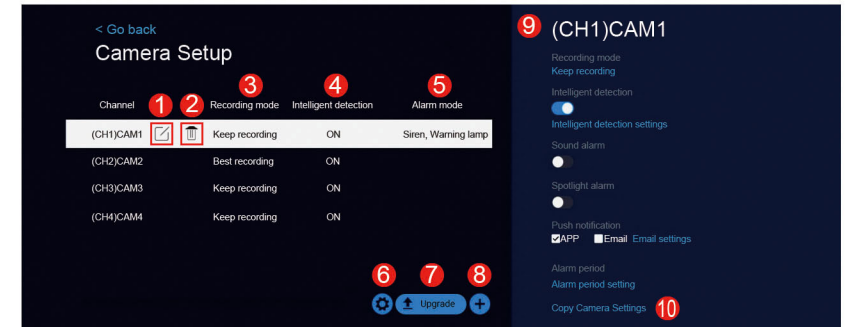 < Go back
Camera Setup
1 2 3 4 5
Channel Recording mode Intelligent detection Alarm mode
(CH1)CAM1 Keep recording ON Siren, Warning lamp
(CH2)CAM2 Best recording ON
(CH3)CAM3 Keep recording ON
(CH4)CAM4 Keep recording ON
6 7 8
Upgrade
9 (CH1)CAM1
Recording mode
Keep recording
Intelligent detection
Intelligent detection settings
Sound alarm
Spotlight alarm
Push notification
APP Email Email settings
Alarm period
Alarm period setting
Copy Camera Settings 10